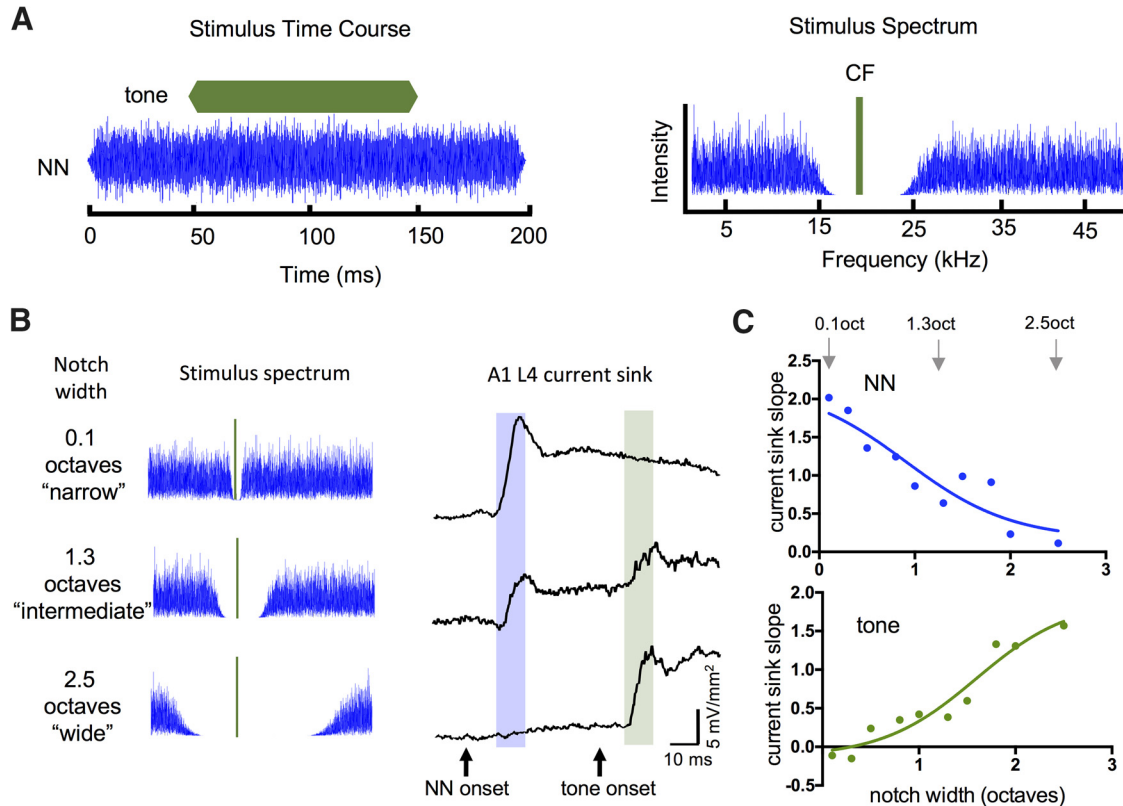 A
Stimulus Time Course
tone
NN
0 50 100 150 200
Time (ms)
Stimulus Spectrum
CF
Intensity
5 15 25 35 45
Frequency (kHz)
B
Notch
width
Stimulus spectrum
A1 L4 current sink
0.1
octaves
“narrow”
1.3
octaves
“intermediate”
2.5
octaves
“wide”
5 mV/mm²
10 ms
NN onset
tone onset
C
0.1oct 1.3oct 2.5oct
NN
current sink slope
2.5
2.0
1.5
1.0
0.5
0.0
0 1 2 3
tone
current sink slope
2.0
1.5
1.0
0.5
0.0
-0.5
1 2 3
notch width (octaves)